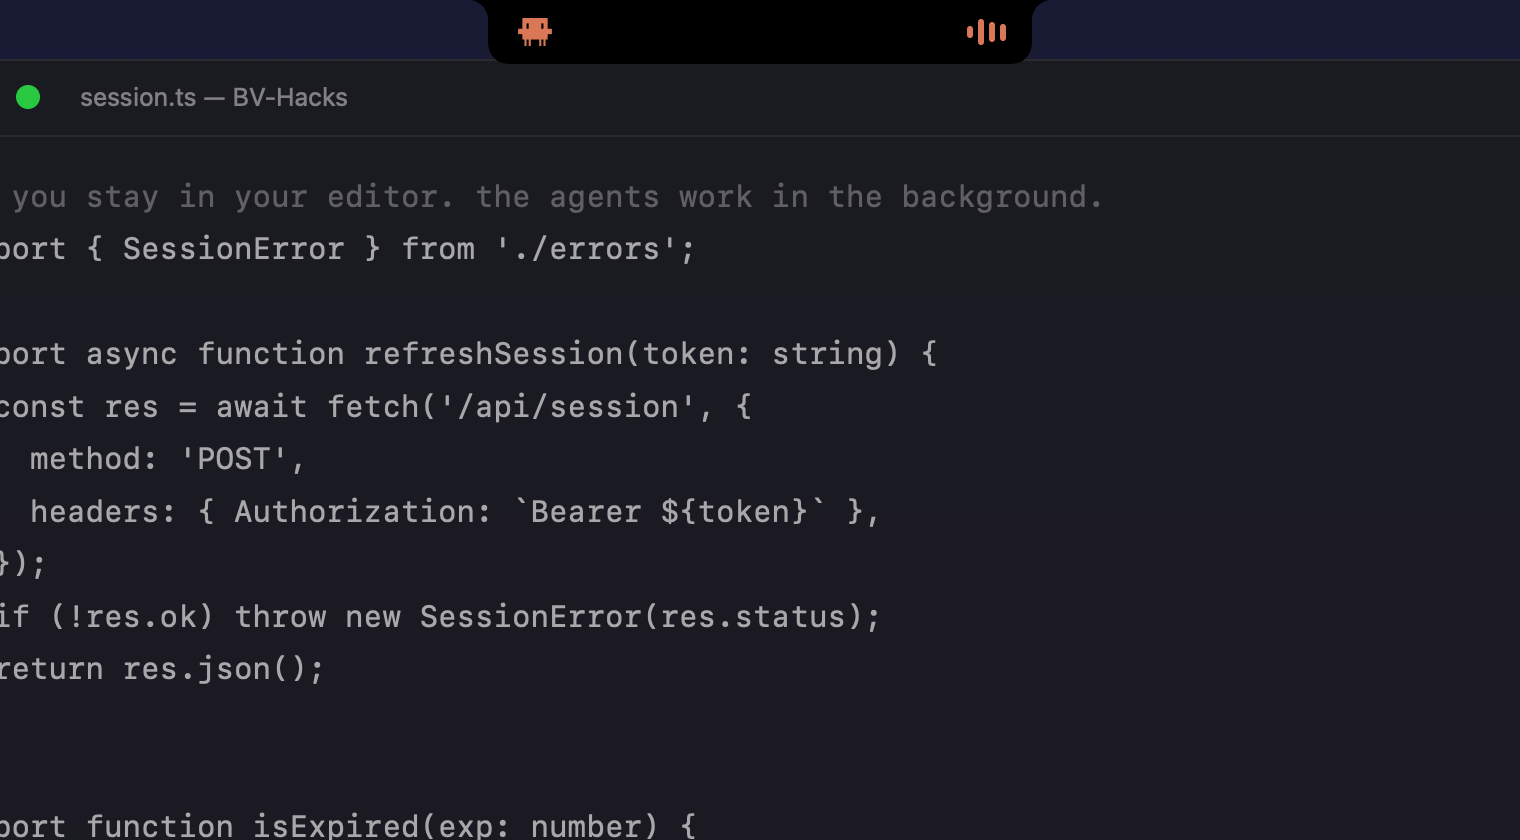 session.ts — BV-Hacks
you stay in your editor. the agents work in the background.
port { SessionError } from './errors';
port async function refreshSession(token: string) {
const res = await fetch('/api/session', {
method: 'POST',
headers: { Authorization: `Bearer ${token}` },
});
if (!res.ok) throw new SessionError(res.status);
return res.json();
port function isExpired(exp: number) {